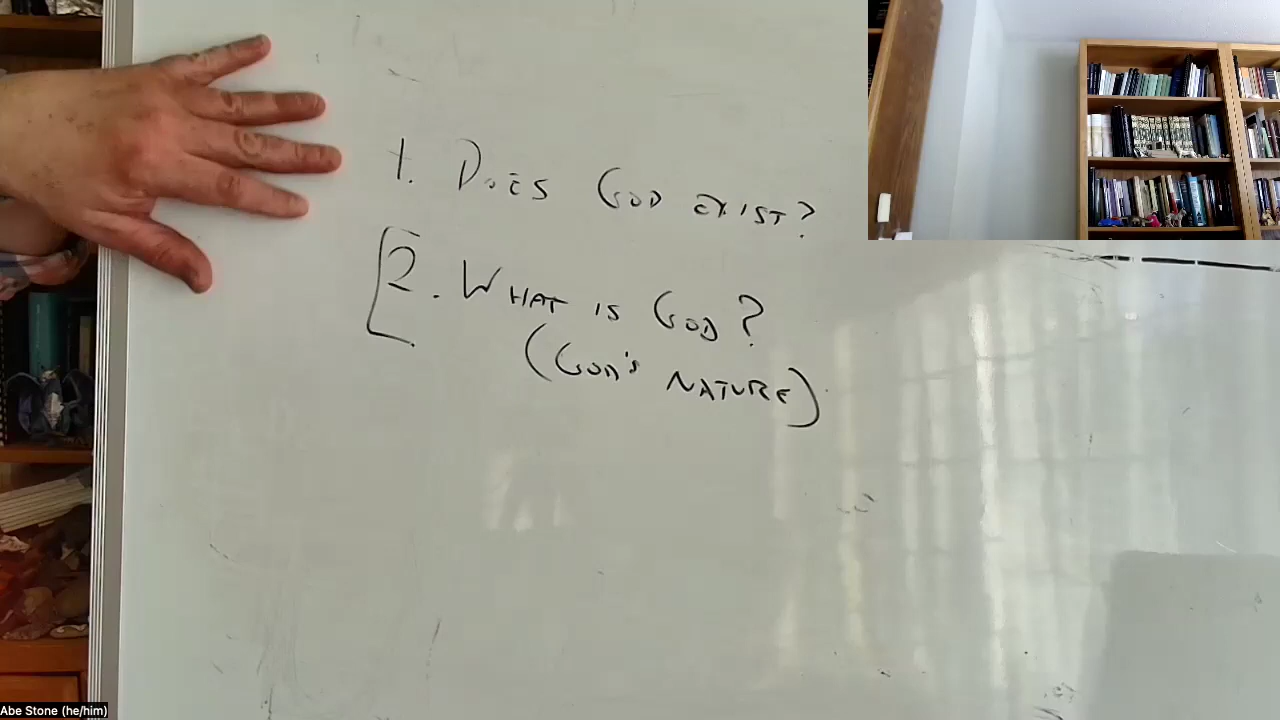 1. Does God exist?
2. What is God?
(God's nature)
Abe Stone (he/him)